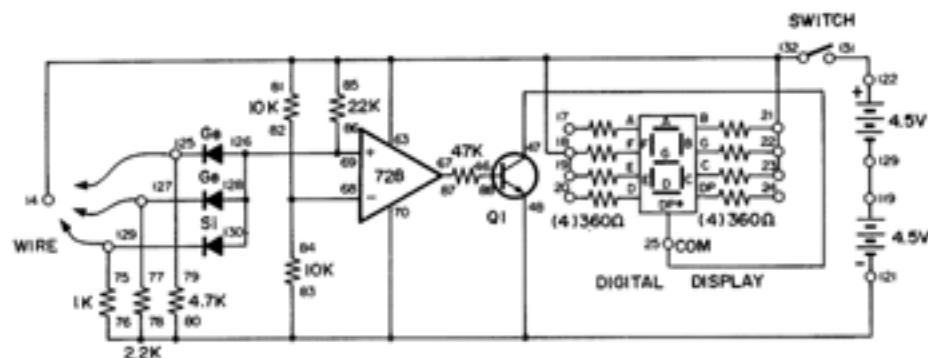 SWITCH
132 131
122
+
4.5V
129
119
4.5V
-
121
81
10K
82
85
22K
86
63
Ge
125 126
Ge
127 128
Si
129 130
14
WIRE
69 +
68 -
72B
70
67 47K 46
87 88
47
Q1
48
84
10K
83
75
1K
76
77
78
2.2K
79
4.7K
80
17 A A B 21
18 F F B G 22
G
19 E E C C 23
20 D D DP 24
DP
(4)360Ω (4)360Ω
25 COM
DIGITAL DISPLAY